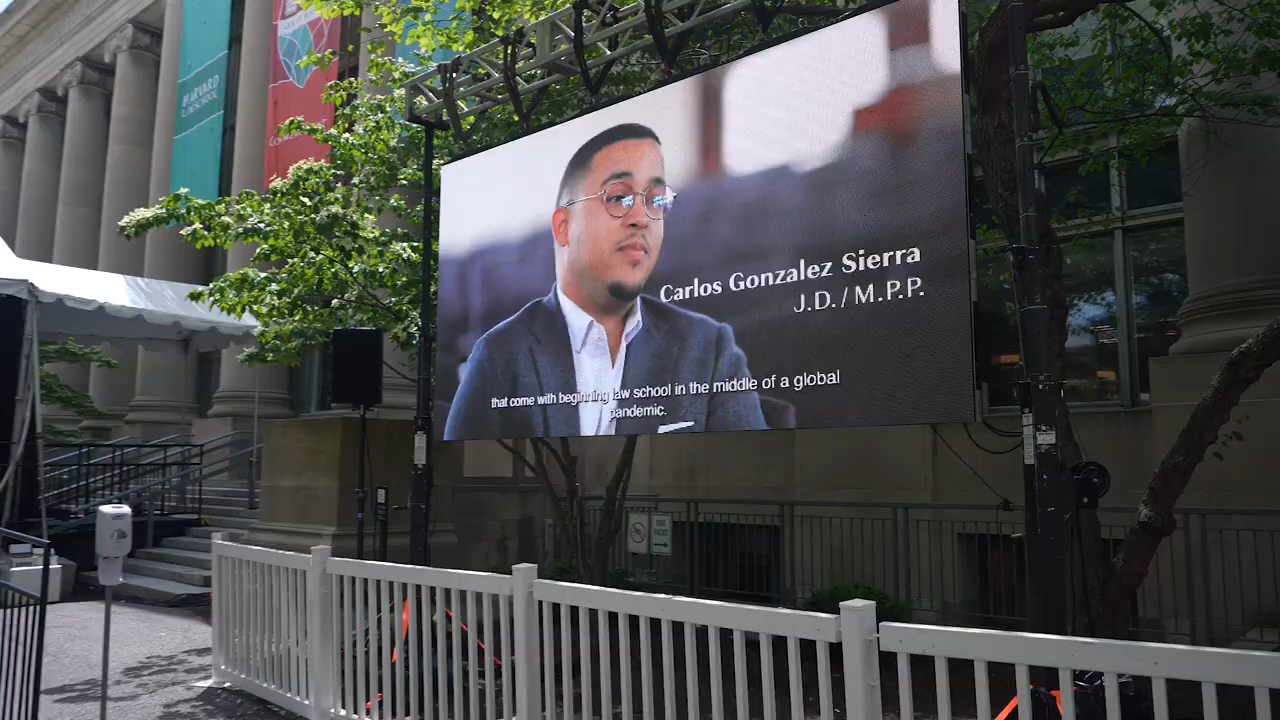 HARVARD
LAW SCHOOL
Carlos Gonzalez Sierra
J.D. / M.P.P.
that come with beginning law school in the middle of a global
pandemic.